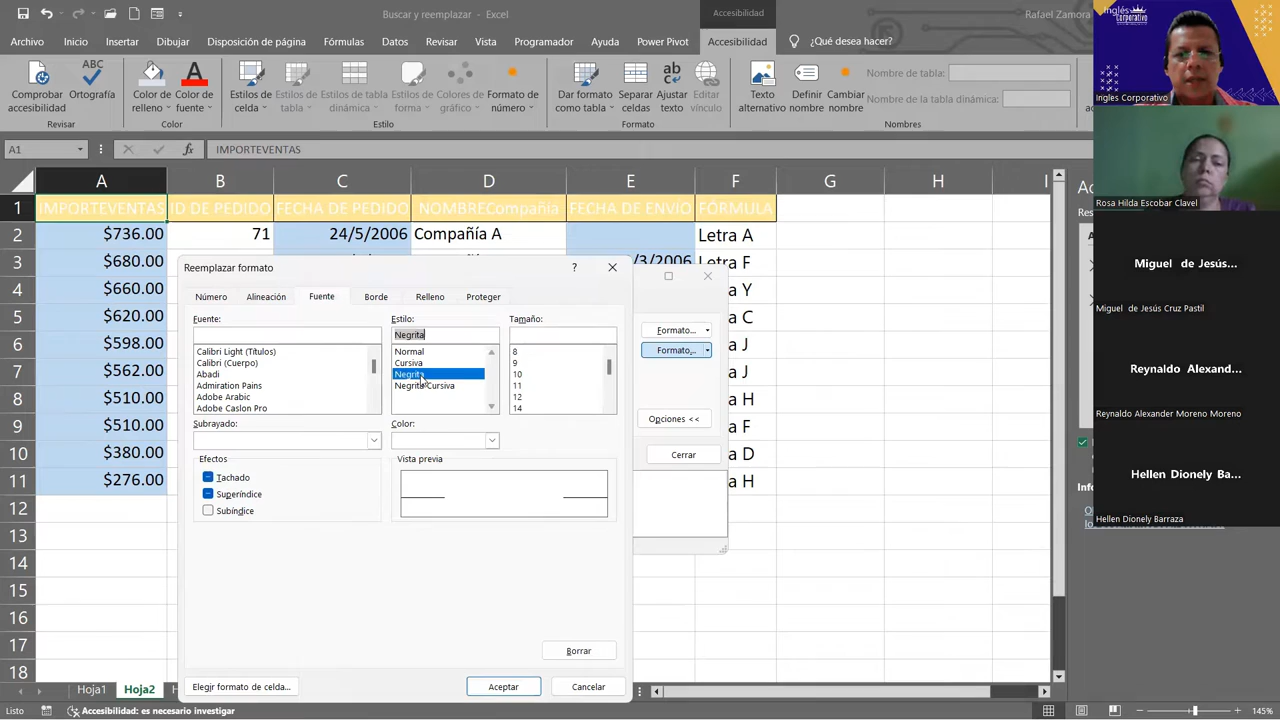 Buscar y reemplazar - Excel
Accesibilidad
Rafael Zamora
Archivo Inicio Insertar Dibujar Disposición de página Fórmulas Datos Revisar Vista Programador Ayuda Power Pivot Accesibilidad ¿Qué desea hacer?
Comprobar accesibilidad
Ortografía
Revisar
Color de relleno
Color de fuente
Color
Estilos de celda
Estilos de tabla
Estilos de tabla dinámica
Estilos de forma
Colores de gráfico
Formato de número
Estilo
Dar formato como tabla
Separar celdas
Ajustar texto
Editar vínculo
Formato
Texto alternativo
Definir nombre
Cambiar nombre
Nombre de tabla:
Nombre de la tabla dinámica:
Nombres
A1 fx IMPORTEVENTAS
A B C D E F G H I
1 IMPORTEVENTAS ID DE PEDIDO FECHA DE PEDIDO NOMBRECompañía FECHA DE ENVÍO FÓRMULA
2 $736.00 71 24/5/2006 Compañía A Letra A
3 $680.00 /3/2006 Letra F
4 $660.00 a Y
5 $620.00 a C
6 $598.00 a J
7 $562.00 a J
8 $510.00 a H
9 $510.00 a F
10 $380.00 a D
11 $276.00 a H
12
13
14
15
16
17
18
Reemplazar formato ?
Número Alineación Fuente Borde Relleno Proteger
Fuente: Estilo: Tamaño:
Negrita
Calibri Light (Títulos) Normal 8
Calibri (Cuerpo) Cursiva 9
Abadi Negrita 10
Admiration Pains Negrita Cursiva 11
Adobe Arabic 12
Adobe Caslon Pro 14
Subrayado: Color:
Efectos Vista previa
Tachado
Superíndice
Subíndice
Borrar
Elegir formato de celda... Aceptar Cancelar
Formato...
Formato...
Opciones <<
Cerrar
Hoja1 Hoja2
Listo Accesibilidad: es necesario investigar 145%
Inglés Corporativo
Ingles Corporativo
Rosa Hilda Escobar Clavel
Miguel de Jesús...
Miguel de Jesús Cruz Pastil
Reynaldo Alexand...
Reynaldo Alexander Moreno Moreno
Hellen Dionely Ba...
Hellen Dionely Barraza